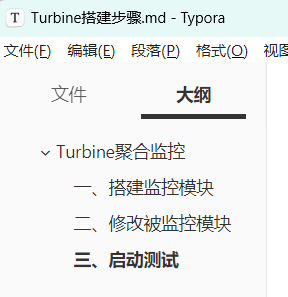 T Turbine搭建步骤.md - Typora
文件(F) 编辑(E) 段落(P) 格式(O) 视图
文件 大纲
Turbine聚合监控
一、搭建监控模块
二、修改被监控模块
三、启动测试